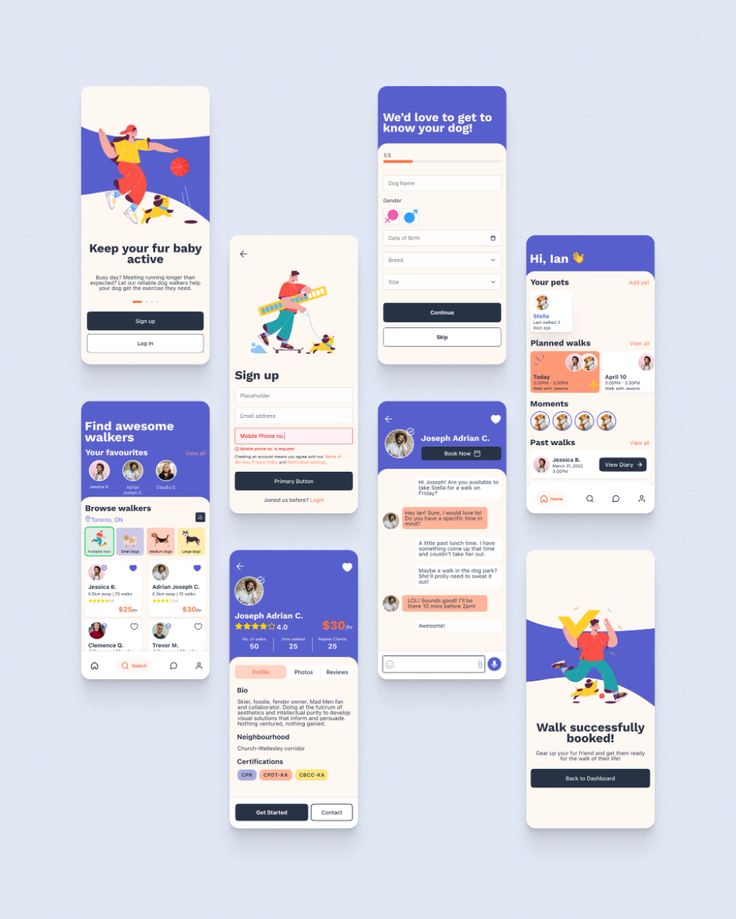 Keep your fur baby
active
Busy day? Meeting running longer than
expected? Let our reliable dog walkers help
your dog get the exercise they need.
Sign up
Log In
Find awesome
walkers
Your favourites
View all
Jessica B.
Adrian
Joseph C.
Claudia D.
Browse walkers
Toronto, ON
Available Now
Small dogs
Medium dogs
Large dogs
Jessica B.
0.5km away | 20 walks
$25/hr
Adrian Joseph C.
0.2km away | 15 walks
$30/hr
Clemence Q.
Trevor M.
Search
Sign up
Placeholder
Email address
Mobile Phone no.
Mobile phone no. is required
Creating an account means you agree with our Terms of
Service, Privacy Policy and Notification settings.
Primary Button
Joined us before? Login
Joseph Adrian C.
4.0
$30/hr
No. of walks
50
time walked
25
Repeat Clients
25
Profile
Photos
Reviews
Bio
Skier, foodie, fender owner, Mad Men fan
and collaborator. Doing at the fulcrum of
aesthetics and intellectual purity to develop
visual solutions that inform and persuade.
Nothing ventured, nothing gained.
Neighbourhood
Church-Wellesley corridor
Certifications
CPR
CPDT-KA
CBCC-KA
Get Started
Contact
We'd love to get to
know your dog!
1/3
Dog Name
Gender
Date of Birth
Breed
Size
Continue
Skip
Joseph Adrian C.
Book Now
Hi Joseph! Are you available to
take Stella for a walk on
Friday?
Hey Ian! Sure, I would love to!
Do you have a specific time in
mind?
A little past lunch time. I have
something come up that time
and couldn't take her out.
Maybe a walk in the dog park?
She'll prolly need to sweat it
out!
LOL! Sounds good! I'll be
there 10 mins before 2pm!
Awesome!
Hi, Ian 👋
Your pets
Add pet
Stella
Last walked 3
days ago
Planned walks
View all
Today
3:00PM - 3:30PM
Walk with Jessica
April 10
3:00PM - 3:30PM
Walk with Jessica
Moments
Past walks
View all
Jessica B.
March 31, 2022
3:30PM
View Diary
Home
Walk successfully
booked!
Gear up your fur friend and get them ready
for the walk of their life!
Back to Dashboard